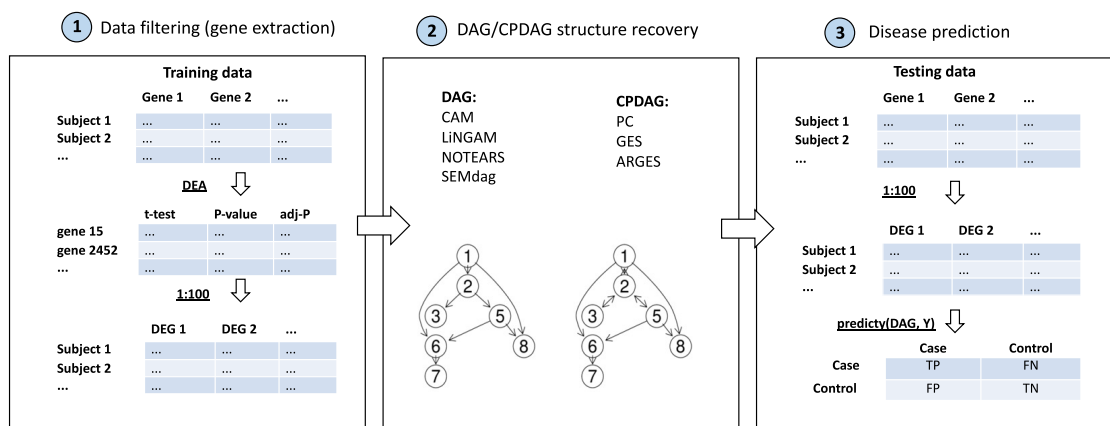 1 Data filtering (gene extraction)
Training data
Gene 1 Gene 2 ...
Subject 1 ... ... ...
Subject 2 ... ... ...
... ... ... ...
DEA
t-test P-value adj-P
gene 15 ... ... ...
gene 2452 ... ... ...
... ... ... ...
1:100
DEG 1 DEG 2 ...
Subject 1 ... ... ...
Subject 2 ... ... ...
... ... ... ...
2 DAG/CPDAG structure recovery
DAG:
CAM
LiNGAM
NOTEARS
SEMdag
CPDAG:
PC
GES
ARGES
1
2
3 5
6 8
7
1
2
3 5
6 8
7
3 Disease prediction
Testing data
Gene 1 Gene 2 ...
Subject 1 ... ... ...
Subject 2 ... ... ...
... ... ... ...
1:100
DEG 1 DEG 2 ...
Subject 1 ... ... ...
Subject 2 ... ... ...
... ... ... ...
predicty(DAG, Y)
Case Control
Case TP FN
Control FP TN